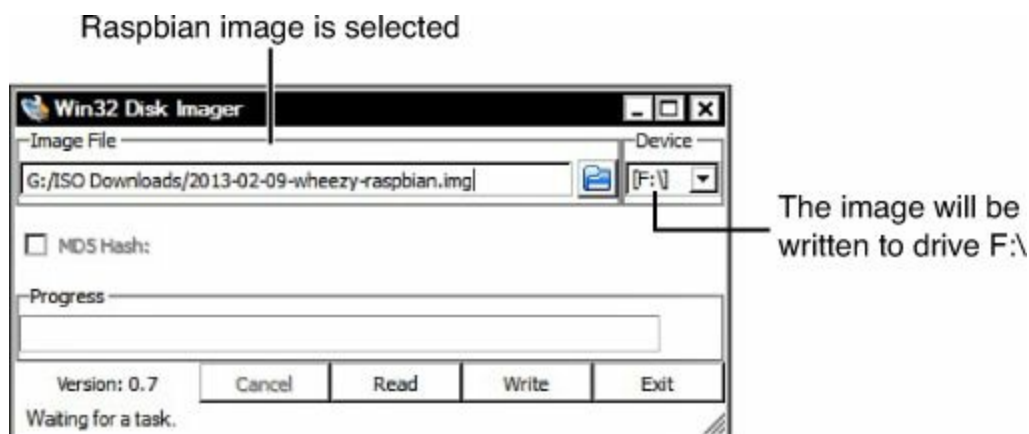 Raspbian image is selected
Win32 Disk Imager
Image File
Device
G:/ISO Downloads/2013-02-09-wheezy-raspbian.img
[F:\]
The image will be
written to drive F:\
MD5 Hash:
Progress
Version: 0.7
Cancel
Read
Write
Exit
Waiting for a task.